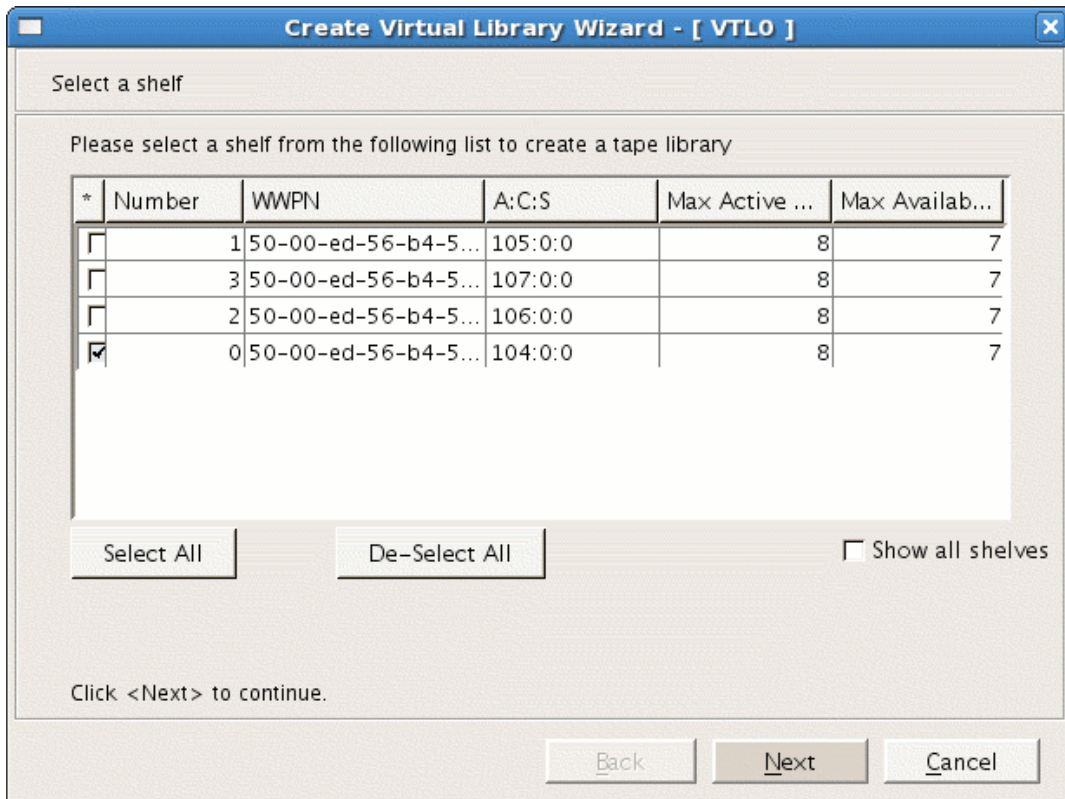 Create Virtual Library Wizard - [ VTL0 ]
Select a shelf
Please select a shelf from the following list to create a tape library
* Number WWPN A:C:S Max Active ... Max Availab...
1 50-00-ed-56-b4-5... 105:0:0 8 7
3 50-00-ed-56-b4-5... 107:0:0 8 7
2 50-00-ed-56-b4-5... 106:0:0 8 7
0 50-00-ed-56-b4-5... 104:0:0 8 7
Select All De-Select All Show all shelves
Click <Next> to continue.
Back Next Cancel